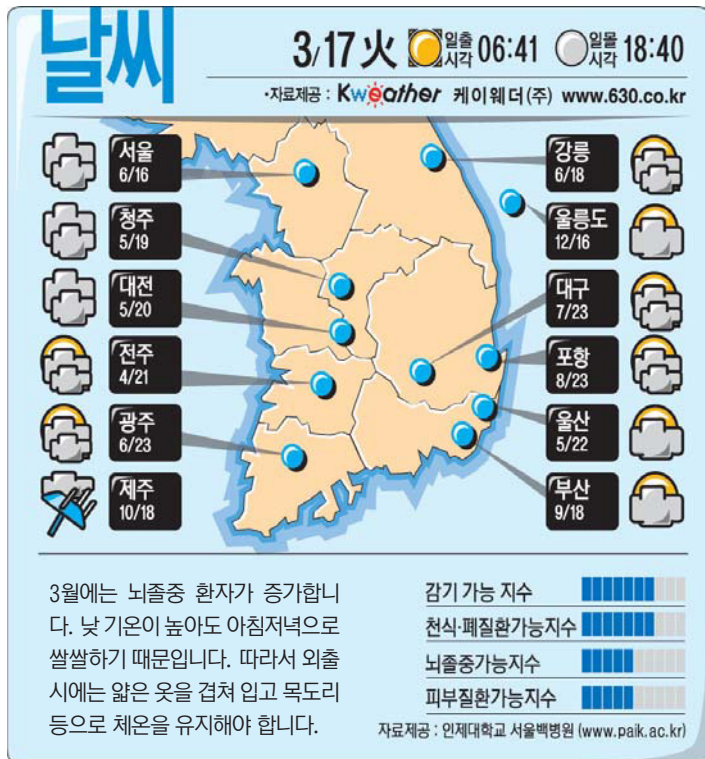 날씨
3/17 火 일출시각 06:41 일몰시각 18:40
·자료제공 : Kweather 케이웨더(주) www.630.co.kr
서울
6/16
청주
5/19
대전
5/20
전주
4/21
광주
6/23
제주
10/18
강릉
6/18
울릉도
12/16
대구
7/23
포항
8/23
울산
5/22
부산
9/18
3월에는 뇌졸중 환자가 증가합니
다. 낮 기온이 높아도 아침저녁으로
쌀쌀하기 때문입니다. 따라서 외출
시에는 얇은 옷을 겹쳐 입고 목도리
등으로 체온을 유지해야 합니다.
감기 가능 지수
천식·폐질환가능지수
뇌졸중가능지수
피부질환가능지수
자료제공 : 인제대학교 서울백병원 (www.paik.ac.kr)